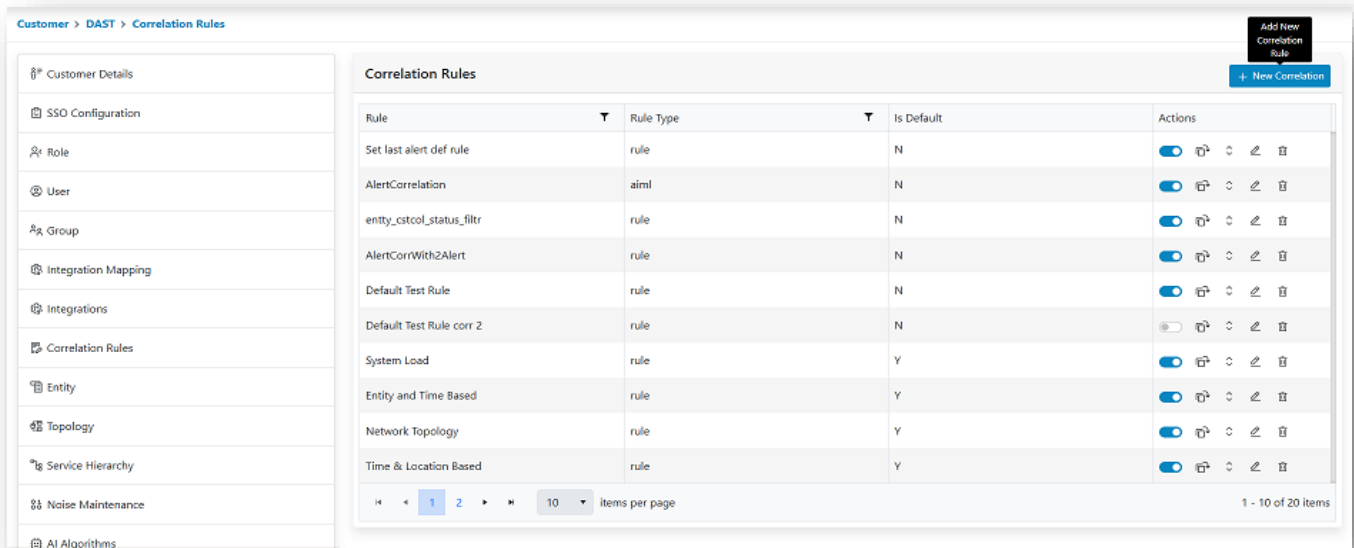 Customer > DAST > Correlation Rules
Add New
Correlation
Rule
Customer Details
SSO Configuration
Role
User
Group
Integration Mapping
Integrations
Correlation Rules
Entity
Topology
Service Hierarchy
Noise Maintenance
AI Algorithms
Correlation Rules
+ New Correlation
Rule Rule Type Is Default Actions
Set last alert def rule rule N
AlertCorrelation aiml N
entty_cstcol_status_filtr rule N
AlertCorrWith2Alert rule N
Default Test Rule rule N
Default Test Rule corr 2 rule N
System Load rule Y
Entity and Time Based rule Y
Network Topology rule Y
Time & Location Based rule Y
1 2 10 items per page 1 - 10 of 20 items